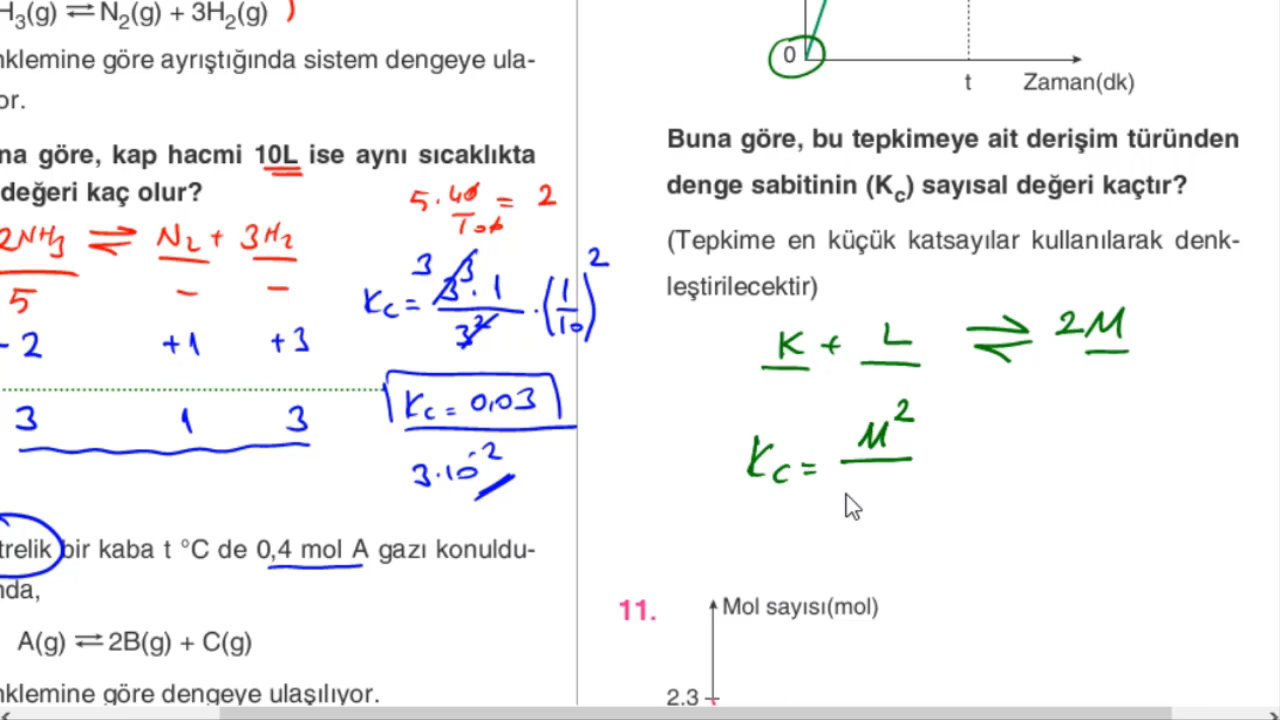 H₃(g) ⇌ N₂(g) + 3H₂(g) )
nklemine göre ayrıştığında sistem dengeye ula-
or.
na göre, kap hacmi 10L ise aynı sıcaklıkta
değeri kaç olur?
5.40 / Top = 2
2NH₃ ⇌ N₂ + 3H₂
5 - -
-2 +1 +3
3 1 3
Kc = 3³.1 / 3² . (1/10)²
3
Kc = 0,03
3.10⁻²
trelik bir kaba t °C de 0,4 mol A gazı konuldu-
nda,
A(g) ⇌ 2B(g) + C(g)
nklemine göre dengeye ulaşılıyor.
0
t Zaman(dk)
Buna göre, bu tepkimeye ait derişim türünden
denge sabitinin (Kc) sayısal değeri kaçtır?
(Tepkime en küçük katsayılar kullanılarak denk-
leştirilecektir)
K + L ⇌ 2M
Kc = M²
11.
Mol sayısı(mol)
2.3